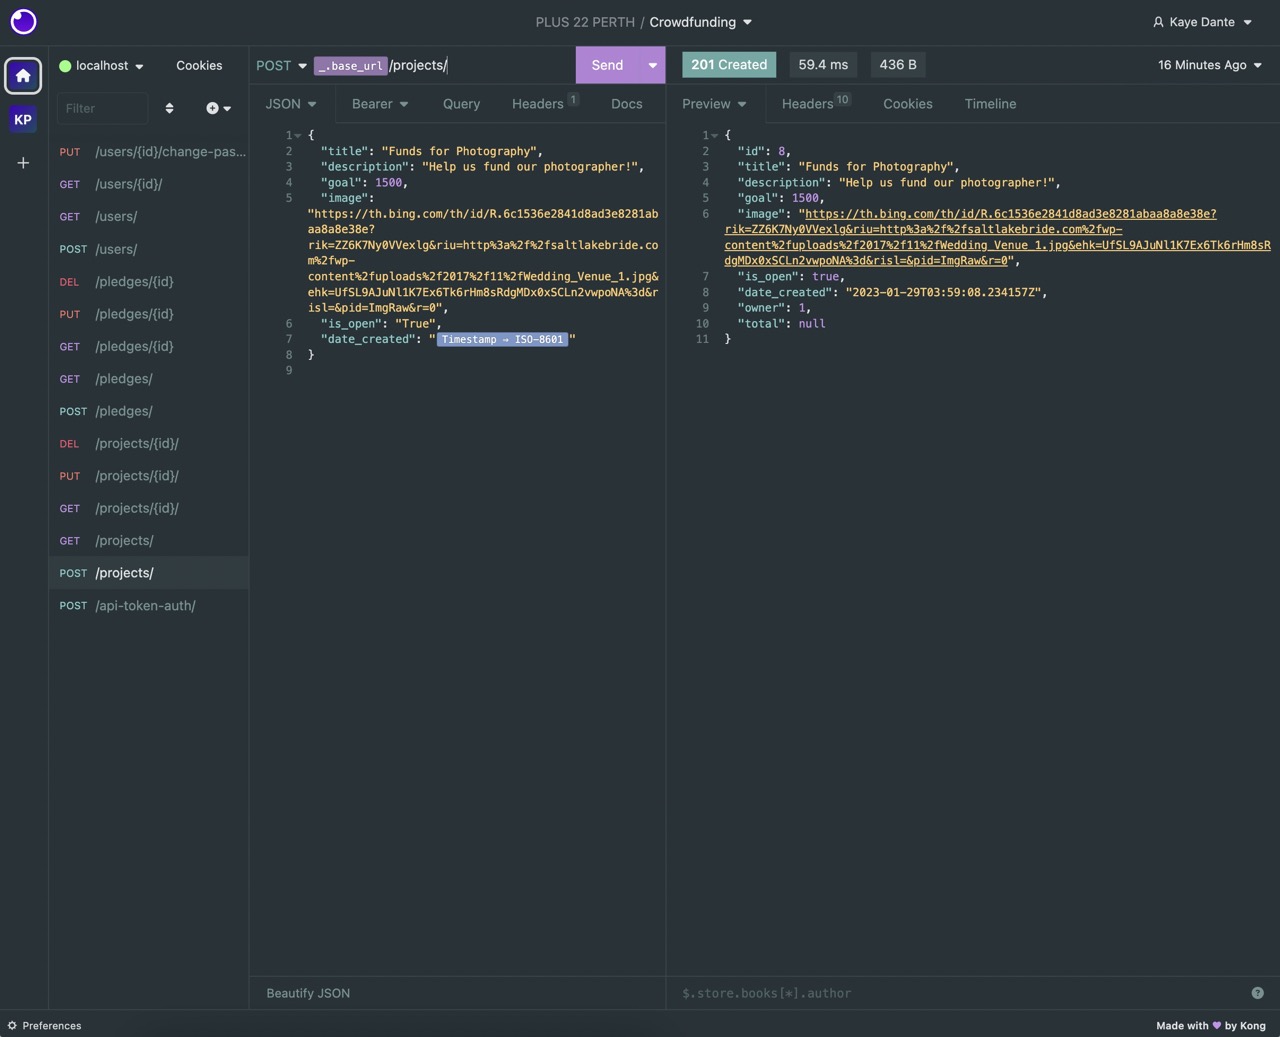 PLUS 22 PERTH / Crowdfunding
Kaye Dante
localhost
Cookies
POST
_.base_url /projects/
Send
201 Created
59.4 ms
436 B
16 Minutes Ago
KP
Filter
JSON
Bearer
Query
Headers 1
Docs
Preview
Headers 10
Cookies
Timeline
PUT /users/{id}/change-pas...
GET /users/{id}/
GET /users/
POST /users/
DEL /pledges/{id}
PUT /pledges/{id}
GET /pledges/{id}
GET /pledges/
POST /pledges/
DEL /projects/{id}/
PUT /projects/{id}/
GET /projects/{id}/
GET /projects/
POST /projects/
POST /api-token-auth/
1 {
2 "title": "Funds for Photography",
3 "description": "Help us fund our photographer!",
4 "goal": 1500,
5 "image":
"https://th.bing.com/th/id/R.6c1536e2841d8ad3e8281ab
aa8a8e38e?
rik=ZZ6K7Ny0VVexlg&riu=http%3a%2f%2fsaltlakebride.co
m%2fwp-
content%2fuploads%2f2017%2f11%2fWedding_Venue_1.jpg&
ehk=UfSL9AJuNl1K7Ex6Tk6rHm8sRdgMDx0xSCLn2vwpoNA%3d&r
isl=&pid=ImgRaw&r=0",
6 "is_open": "True",
7 "date_created": " Timestamp → ISO-8601 "
8 }
9
1 {
2 "id": 8,
3 "title": "Funds for Photography",
4 "description": "Help us fund our photographer!",
5 "goal": 1500,
6 "image": "https://th.bing.com/th/id/R.6c1536e2841d8ad3e8281abaa8a8e38e?
rik=ZZ6K7Ny0VVexlg&riu=http%3a%2f%2fsaltlakebride.com%2fwp-
content%2fuploads%2f2017%2f11%2fWedding_Venue_1.jpg&ehk=UfSL9AJuNl1K7Ex6Tk6rHm8sR
dgMDx0xSCLn2vwpoNA%3d&risl=&pid=ImgRaw&r=0",
7 "is_open": true,
8 "date_created": "2023-01-29T03:59:08.234157Z",
9 "owner": 1,
10 "total": null
11 }
Beautify JSON
$.store.books[*].author
?
Preferences
Made with ♥ by Kong